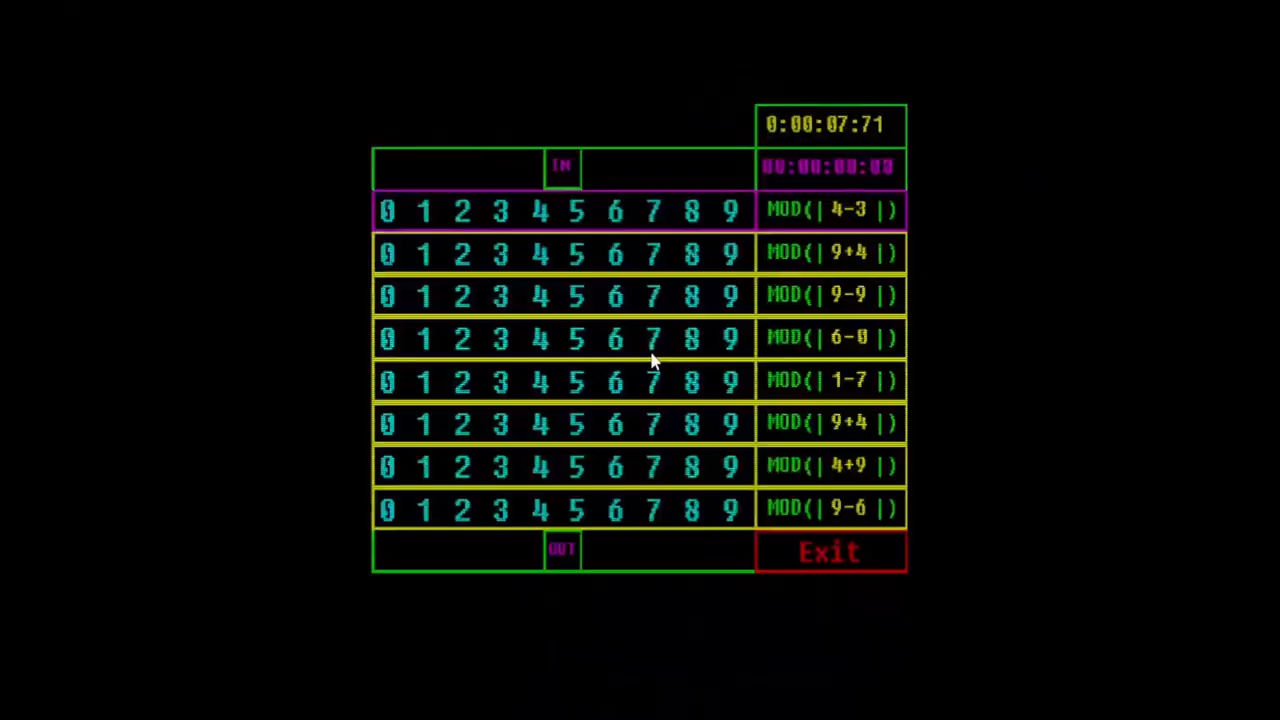 0:00:07:71
IN
0 1 2 3 4 5 6 7 8 9 MOD(| 4-3 |)
0 1 2 3 4 5 6 7 8 9 MOD(| 9+4 |)
0 1 2 3 4 5 6 7 8 9 MOD(| 9-9 |)
0 1 2 3 4 5 6 7 8 9 MOD(| 6-0 |)
0 1 2 3 4 5 6 7 8 9 MOD(| 1-7 |)
0 1 2 3 4 5 6 7 8 9 MOD(| 9+4 |)
0 1 2 3 4 5 6 7 8 9 MOD(| 4+9 |)
0 1 2 3 4 5 6 7 8 9 MOD(| 9-6 |)
OUT Exit